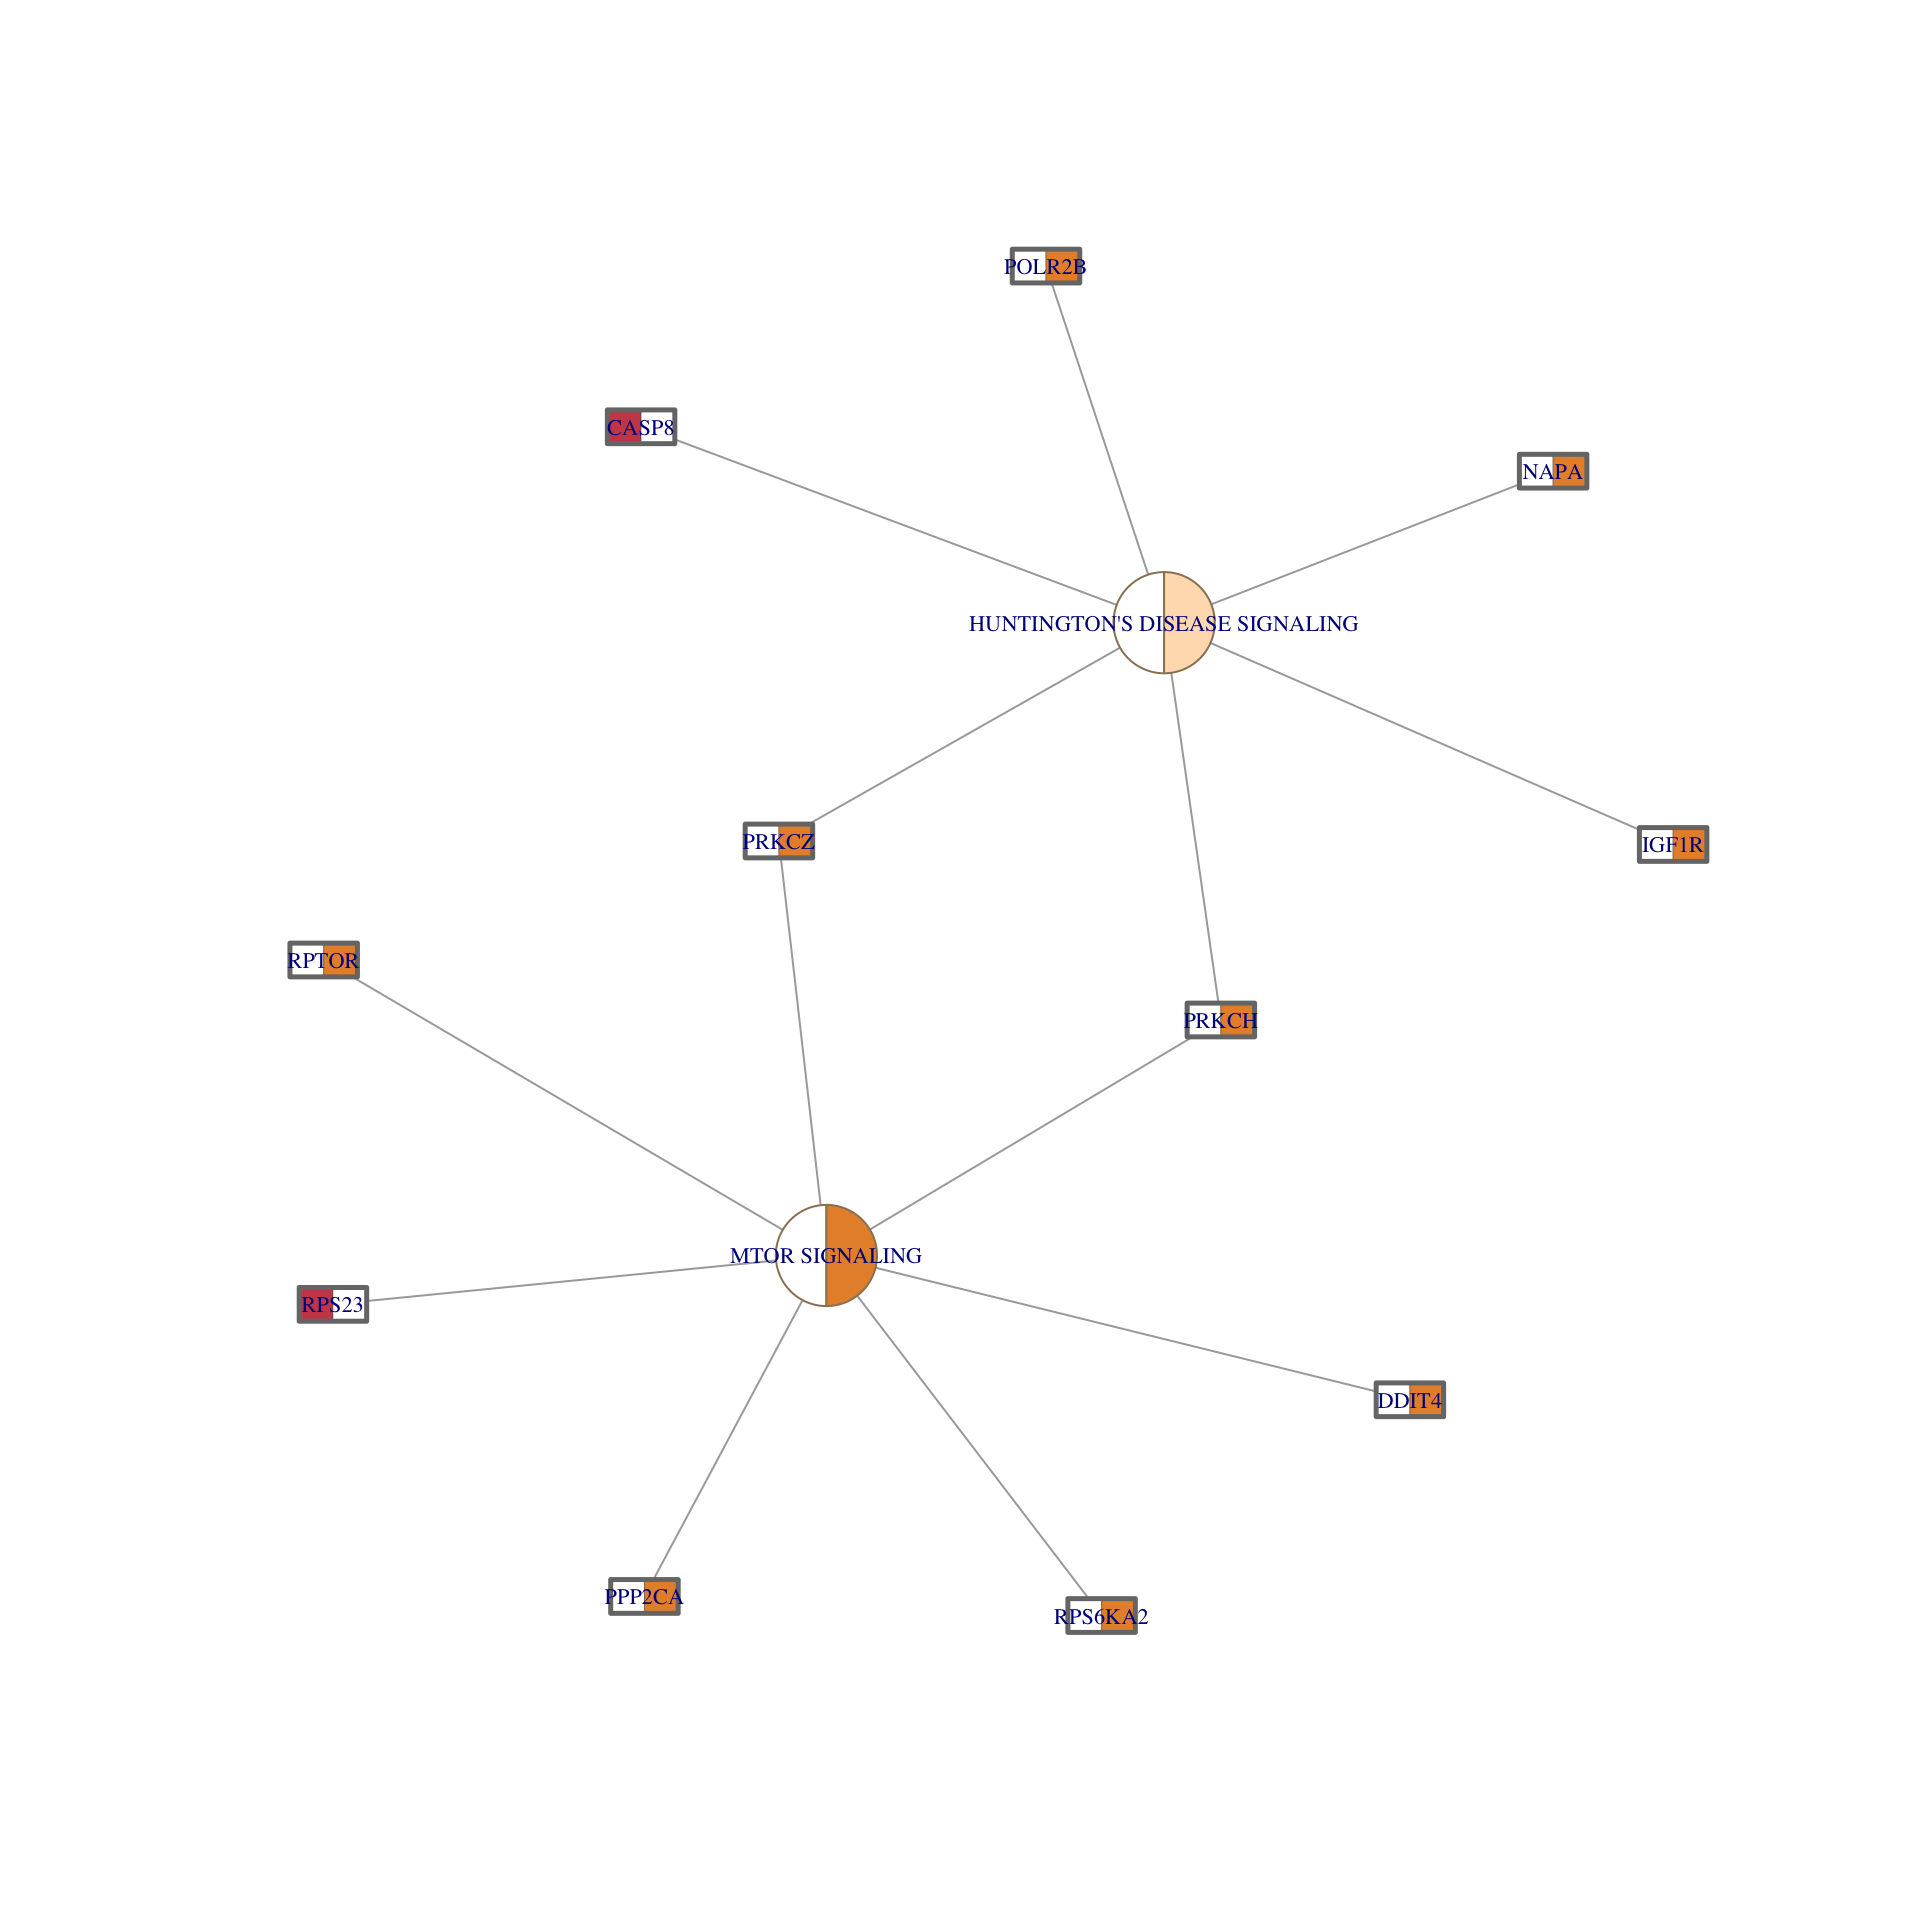 POLR2B
CASP8
NAPA
HUNTINGTON'S DISEASE SIGNALING
PRKCZ
IGF1R
RPTOR
PRKCH
MTOR SIGNALING
RPS23
DDIT4
PPP2CA
RPS6KA2